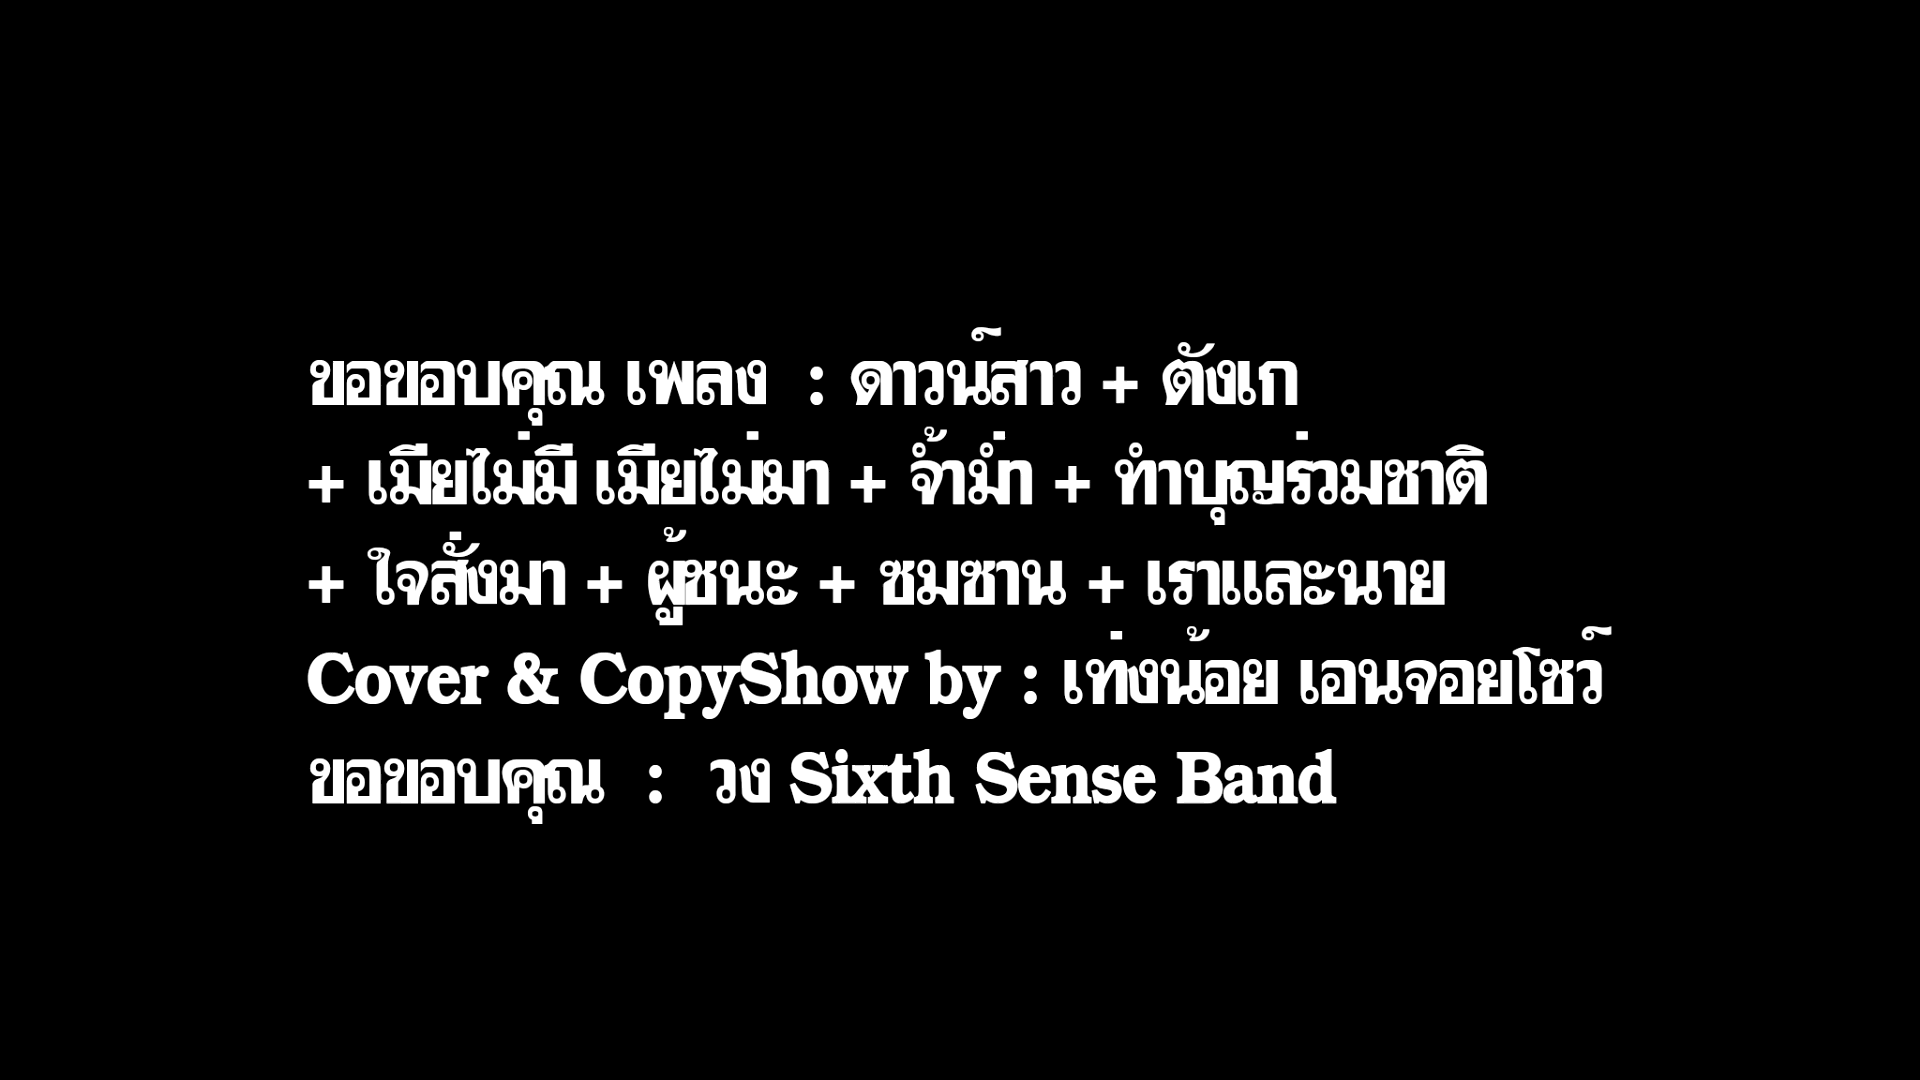 ขอขอบคุณ เพลง : ดาวน์สาว + ตังเก
+ เมียไม่มี เมียไม่มา + จ้ำม่ำ + ทำบุญร่วมชาติ
+ ใจสั่งมา + ผู้ชนะ + ซมซาน + เราและนาย
Cover & CopyShow by : เท่งน้อย เอนจอยโชว์
ขอขอบคุณ : วง Sixth Sense Band